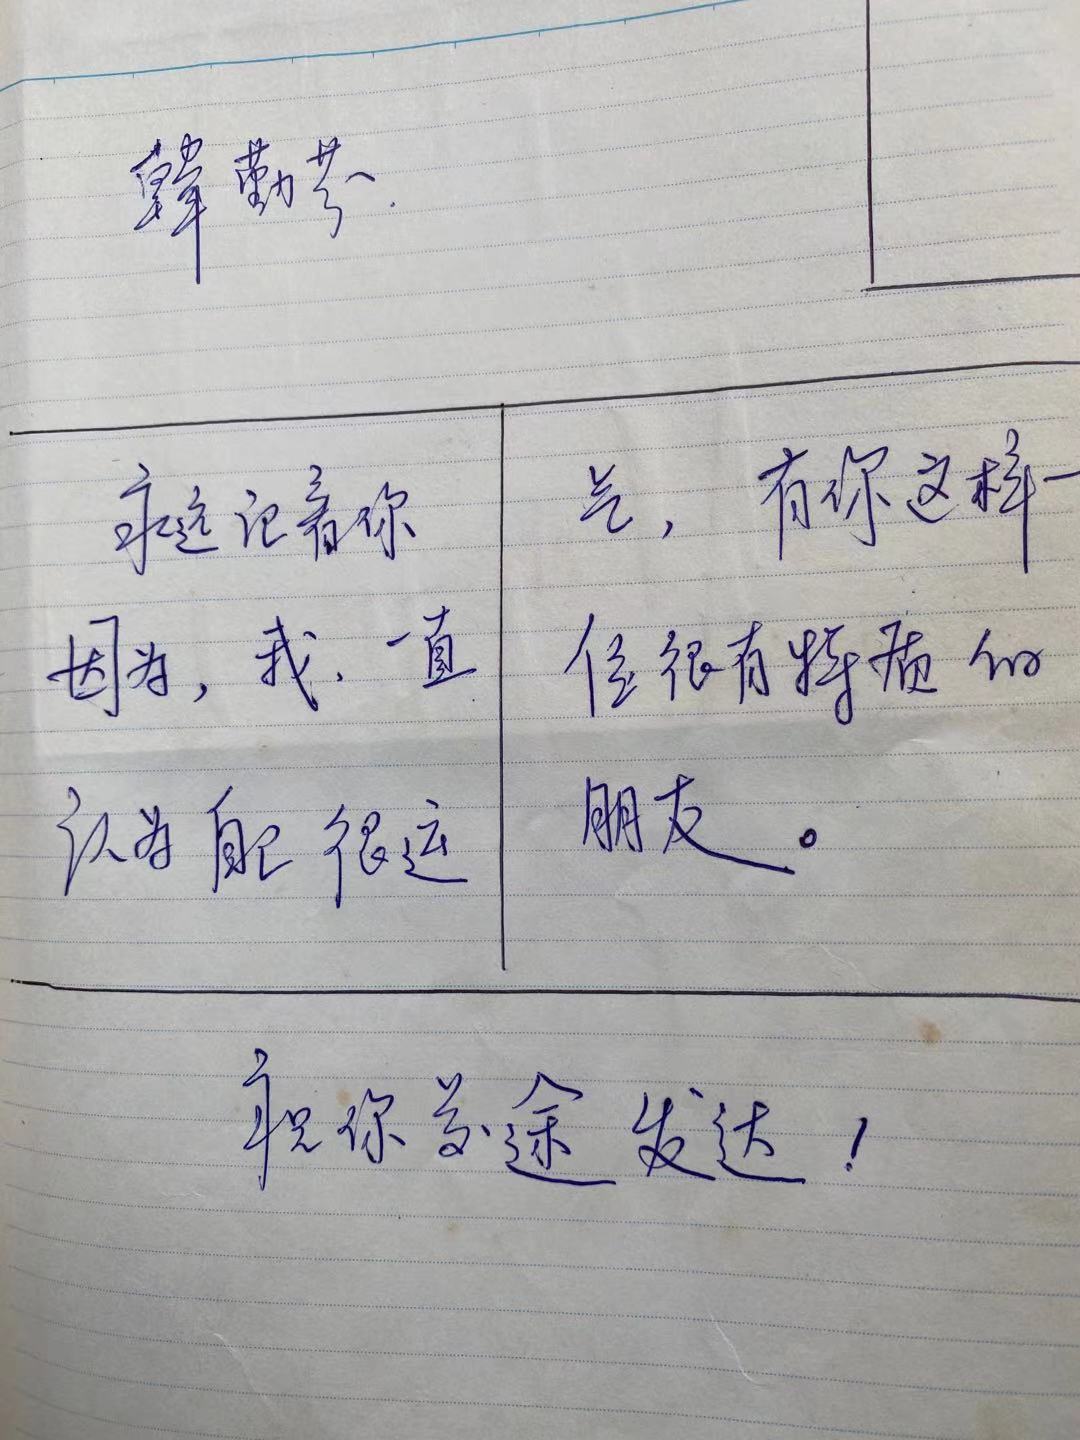 韓勤芬.
永远记着你
因为，我、一直
认为自己很运
气，有你这样一
位很有特质的
朋友。
祝你前途发达！